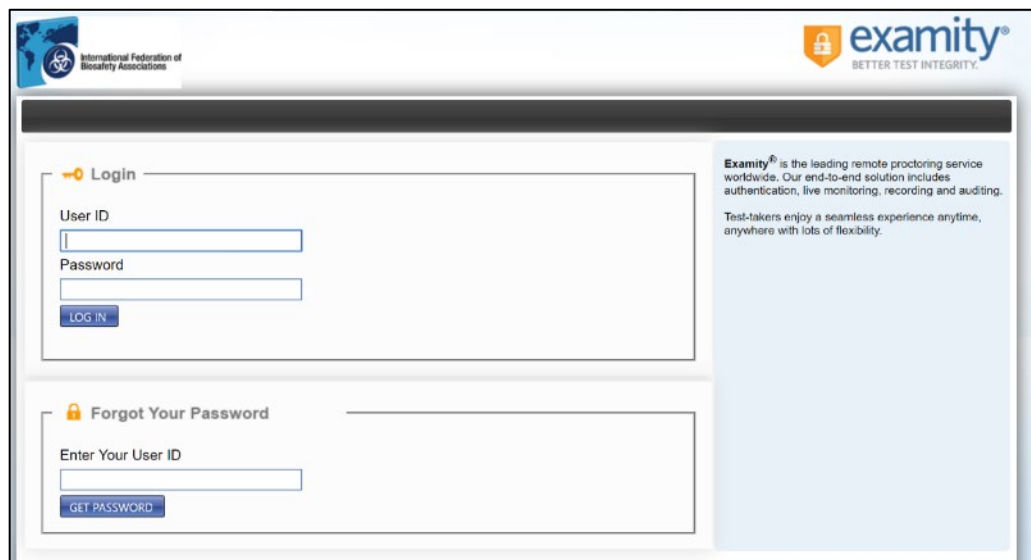 International Federation of
Biosafety Associations
examity®
BETTER TEST INTEGRITY.
Login
User ID
Password
LOG IN
Examity® is the leading remote proctoring service
worldwide. Our end-to-end solution includes
authentication, live monitoring, recording and auditing.
Test-takers enjoy a seamless experience anytime,
anywhere with lots of flexibility.
Forgot Your Password
Enter Your User ID
GET PASSWORD